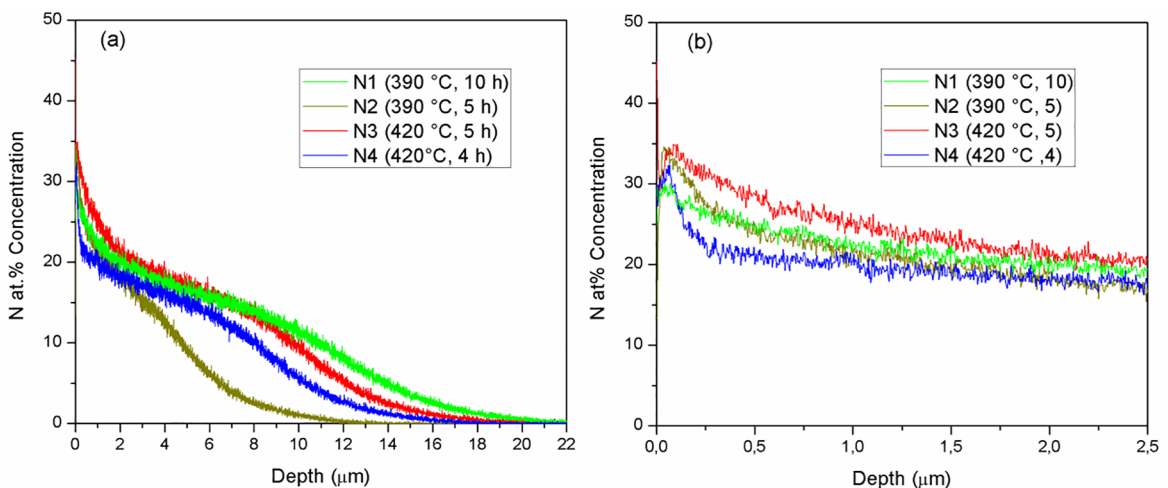 (a)
N1 (390 °C, 10 h)
N2 (390 °C, 5 h)
N3 (420 °C, 5 h)
N4 (420°C, 4 h)
N at.% Concentration
50
40
30
20
10
0
0 2 4 6 8 10 12 14 16 18 20 22
Depth (μm)
(b)
N1 (390 °C, 10)
N2 (390 °C, 5)
N3 (420 °C, 5)
N4 (420 °C ,4)
N at% Concentration
50
40
30
20
10
0
0,0 0,5 1,0 1,5 2,0 2,5
Depth (μm)